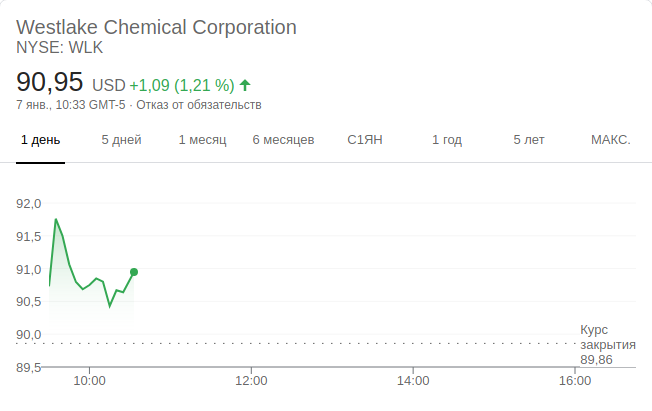 Westlake Chemical Corporation
NYSE: WLK
90,95 USD +1,09 (1,21 %)
7 янв., 10:33 GMT-5 · Отказ от обязательств
1 день 5 дней 1 месяц 6 месяцев С1ЯН 1 год 5 лет МАКС.
92,0
91,5
91,0
90,5
90,0
89,5
Курс
закрытия
89,86
10:00 12:00 14:00 16:00